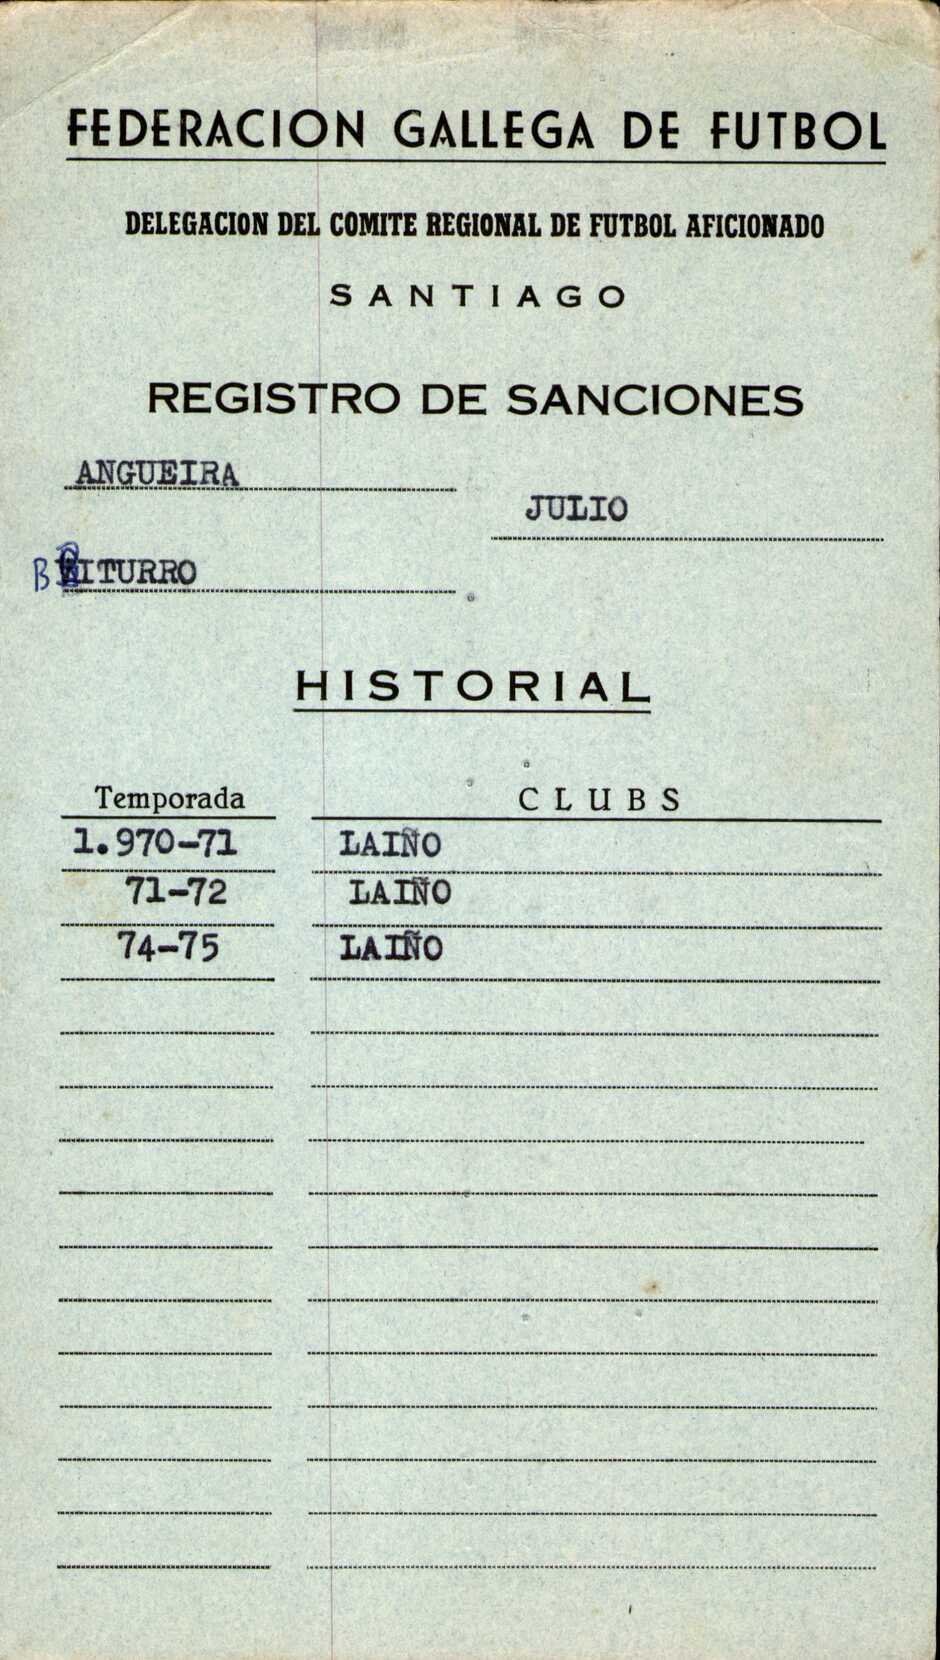 FEDERACION GALLEGA DE FUTBOL
DELEGACION DEL COMITE REGIONAL DE FUTBOL AFICIONADO
SANTIAGO
REGISTRO DE SANCIONES
ANGUEIRA
JULIO
BEITURRO
HISTORIAL
Temporada CLUBS
1.970-71 LAIÑO
71-72 LAIÑO
74-75 LAIÑO